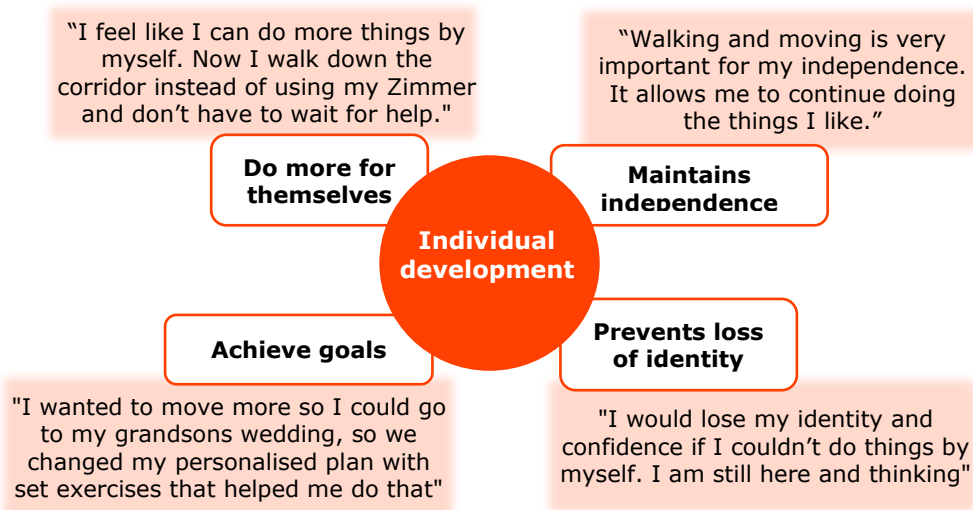 “I feel like I can do more things by
myself. Now I walk down the
corridor instead of using my Zimmer
and don’t have to wait for help."
“Walking and moving is very
important for my independence.
It allows me to continue doing
the things I like.”
Do more for
themselves
Maintains
independence
Individual
development
Achieve goals
Prevents loss
of identity
"I wanted to move more so I could go
to my grandsons wedding, so we
changed my personalised plan with
set exercises that helped me do that"
"I would lose my identity and
confidence if I couldn’t do things by
myself. I am still here and thinking"